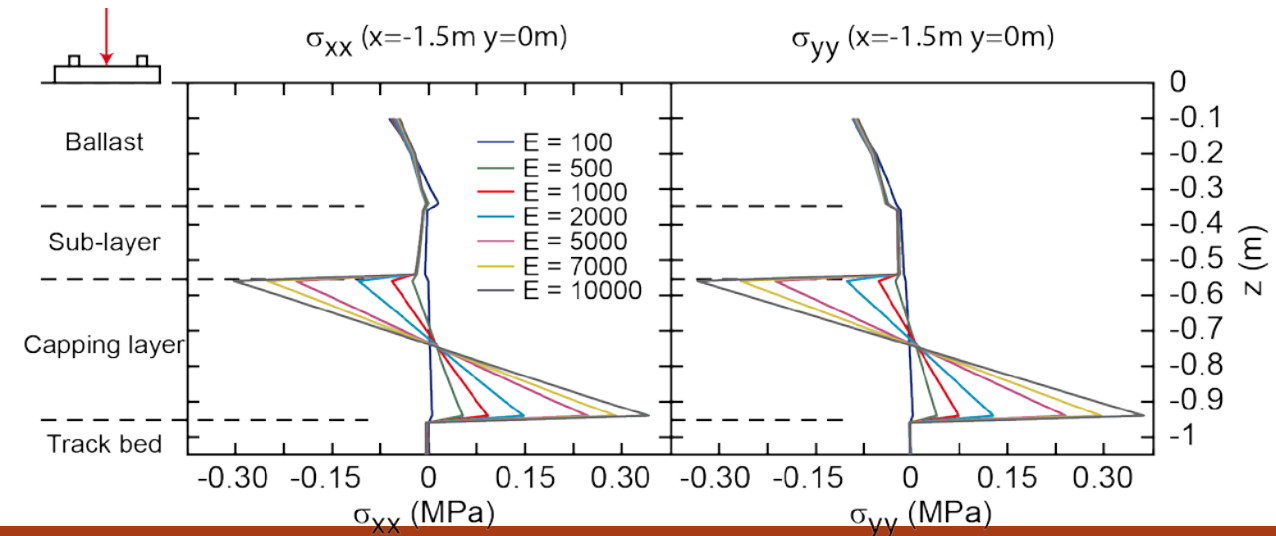 σxx (x=-1.5m y=0m)
σyy (x=-1.5m y=0m)
Ballast
Sub-layer
Capping layer
Track bed
E = 100
E = 500
E = 1000
E = 2000
E = 5000
E = 7000
E = 10000
0
-0.1
-0.2
-0.3
-0.4
-0.5
-0.6
-0.7
-0.8
-0.9
-1
z (m)
-0.30 -0.15 0 0.15 0.30
-0.30 -0.15 0 0.15 0.30
σxx (MPa)
σyy (MPa)